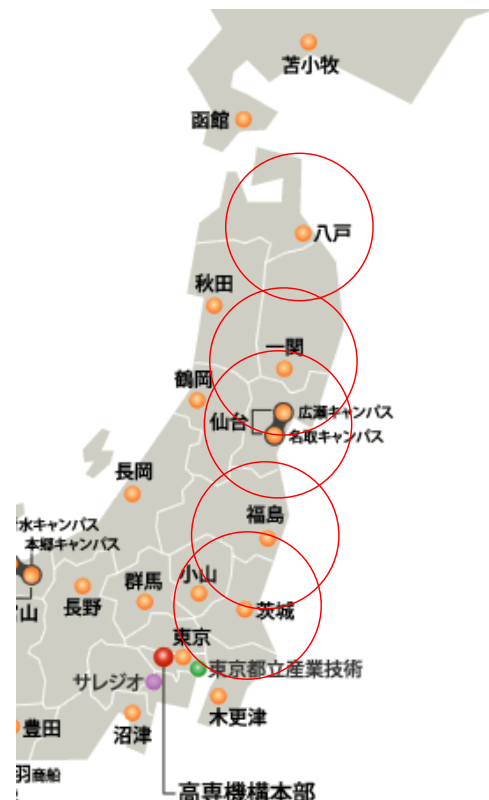 苫小牧
函館
八戸
秋田
一関
鶴岡
仙台
広瀬キャンパス
名取キャンパス
長岡
福島
水キャンパス
本郷キャンパス
山
長野
群馬
小山
茨城
東京
東京都立産業技術
サレジオ
木更津
豊田
沼津
羽商船
高専機構本部